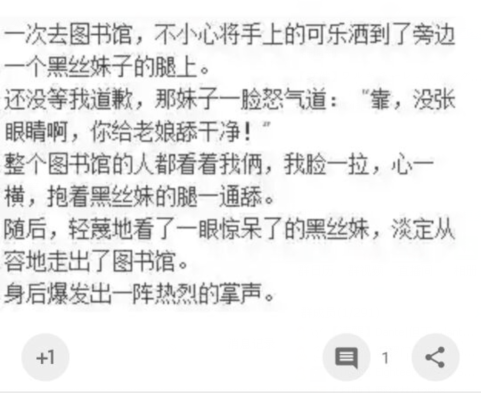 一次去图书馆，不小心将手上的可乐洒到了旁边
一个黑丝妹子的腿上。
还没等我道歉，那妹子一脸怒气道：“靠，没张
眼睛啊，你给老娘舔干净！”
整个图书馆的人都看着我俩，我脸一拉，心一
横，抱着黑丝妹的腿一通舔。
随后，轻蔑地看了一眼惊呆了的黑丝妹，淡定从
容地走出了图书馆。
身后爆发出一阵热烈的掌声。
+1
1